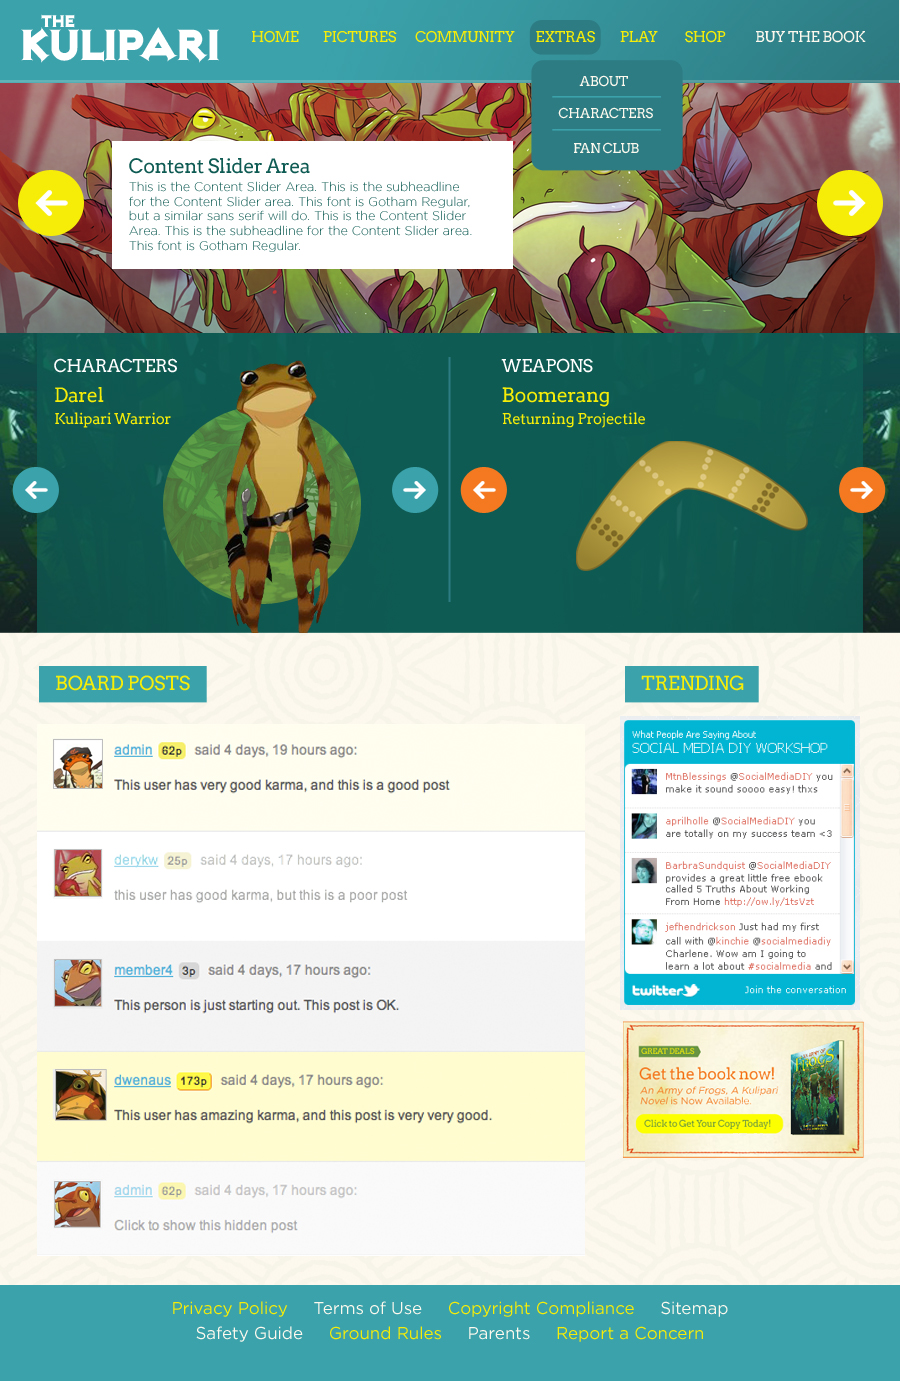 THE
KULIPARI
HOME PICTURES COMMUNITY EXTRAS PLAY SHOP BUY THE BOOK
ABOUT
CHARACTERS
FAN CLUB
Content Slider Area
This is the Content Slider Area. This is the subheadline
for the Content Slider area. This font is Gotham Regular,
but a similar sans serif will do. This is the Content Slider
Area. This is the subheadline for the Content Slider area.
This font is Gotham Regular.
CHARACTERS
Darel
Kulipari Warrior
WEAPONS
Boomerang
Returning Projectile
BOARD POSTS
admin 62p said 4 days, 19 hours ago:
This user has very good karma, and this is a good post
dervkw 25p said 4 days, 17 hours ago:
this user has good karma, but this is a poor post
member4 3p said 4 days, 17 hours ago:
This person is just starting out. This post is OK.
dwenaus 173p said 4 days, 17 hours ago:
This user has amazing karma, and this post is very very good.
admin 62p said 4 days, 17 hours ago:
Click to show this hidden post
TRENDING
What People Are Saying About
SOCIAL MEDIA DIY WORKSHOP
MtnBlessings @SocialMediaDIY you
make it sound soooo easy! thxs
aprilholle @SocialMediaDIY you
are totally on my success team <3
BarbraSundquist @SocialMediaDIY
provides a great little free ebook
called 5 Truths About Working
From Home http://ow.ly/1tsVzt
jefhendrickson Just had my first
call with @kinchie @socialmediadiy
Charlene. Wow am I going to
learn a lot about #socialmedia and
twitter Join the conversation
GREAT DEALS
Get the book now!
An Army of Frogs, A Kulipari
Novel is Now Available.
Click to Get Your Copy Today!
FROGS
Privacy Policy Terms of Use Copyright Compliance Sitemap
Safety Guide Ground Rules Parents Report a Concern